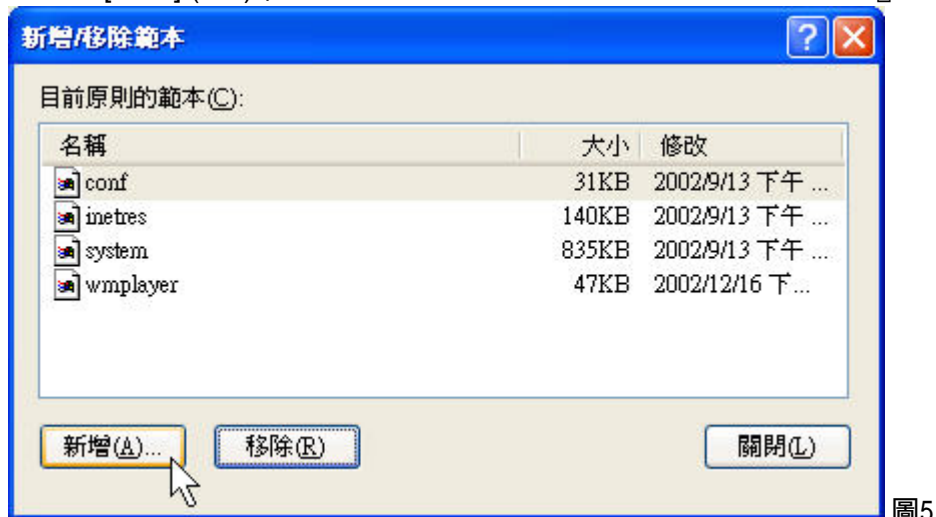 新增/移除範本
目前原則的範本(C):
名稱 大小 修改
conf 31KB 2002/9/13 下午 ...
inetres 140KB 2002/9/13 下午 ...
system 835KB 2002/9/13 下午 ...
wmplayer 47KB 2002/12/16 下...
新增(A)... 移除(R) 關閉(L)
圖5